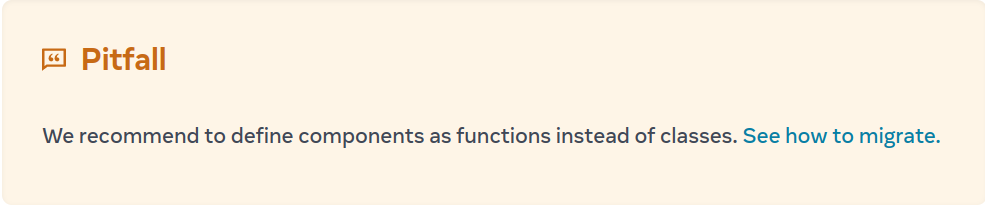 Pitfall
We recommend to define components as functions instead of classes. See how to migrate.